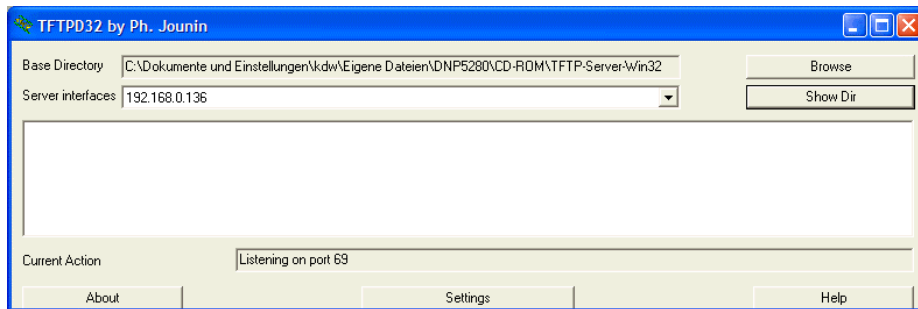 TFTPD32 by Ph. Jounin
Base Directory C:\Dokumente und Einstellungen\kdw\Eigene Dateien\DNP5280\CD-ROM\TFTP-Server-Win32 Browse
Server interfaces 192.168.0.136 Show Dir
Current Action Listening on port 69
About Settings Help